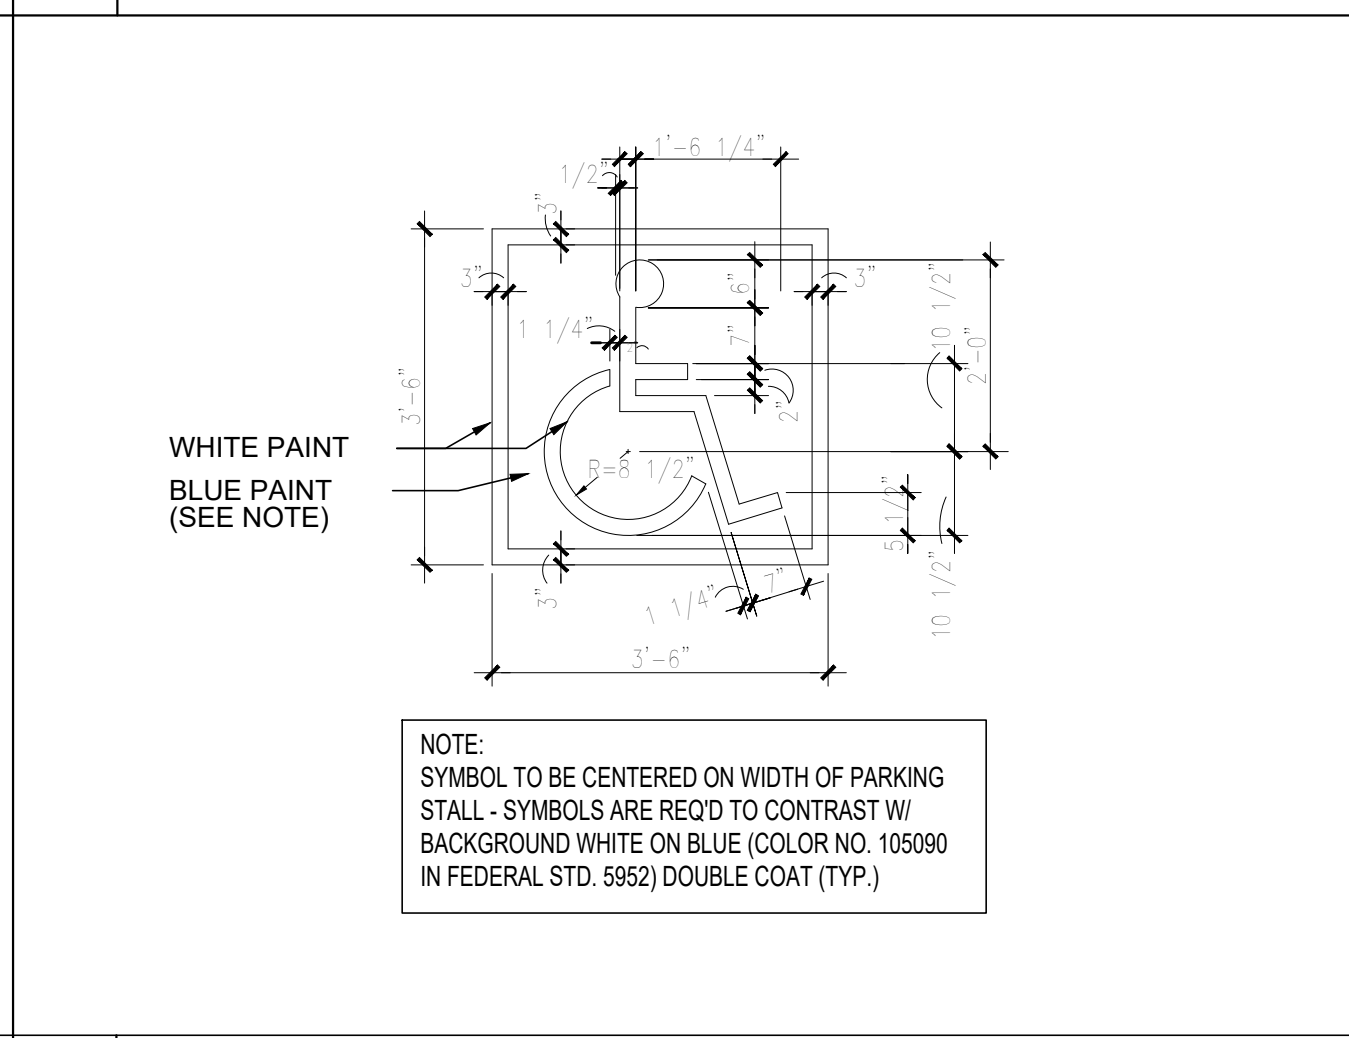 1'-6 1/4"
1/2"
3"
3"
3"
6"
10 1/2"
1 1/4"
7"
2'-0"
3'-6"
2"
WHITE PAINT
R=8 1/2"
BLUE PAINT
(SEE NOTE)
5 1/2"
3"
7"
1 1/4"
10 1/2"
3'-6"
NOTE:
SYMBOL TO BE CENTERED ON WIDTH OF PARKING
STALL - SYMBOLS ARE REQ'D TO CONTRAST W/
BACKGROUND WHITE ON BLUE (COLOR NO. 105090
IN FEDERAL STD. 5952) DOUBLE COAT (TYP.)